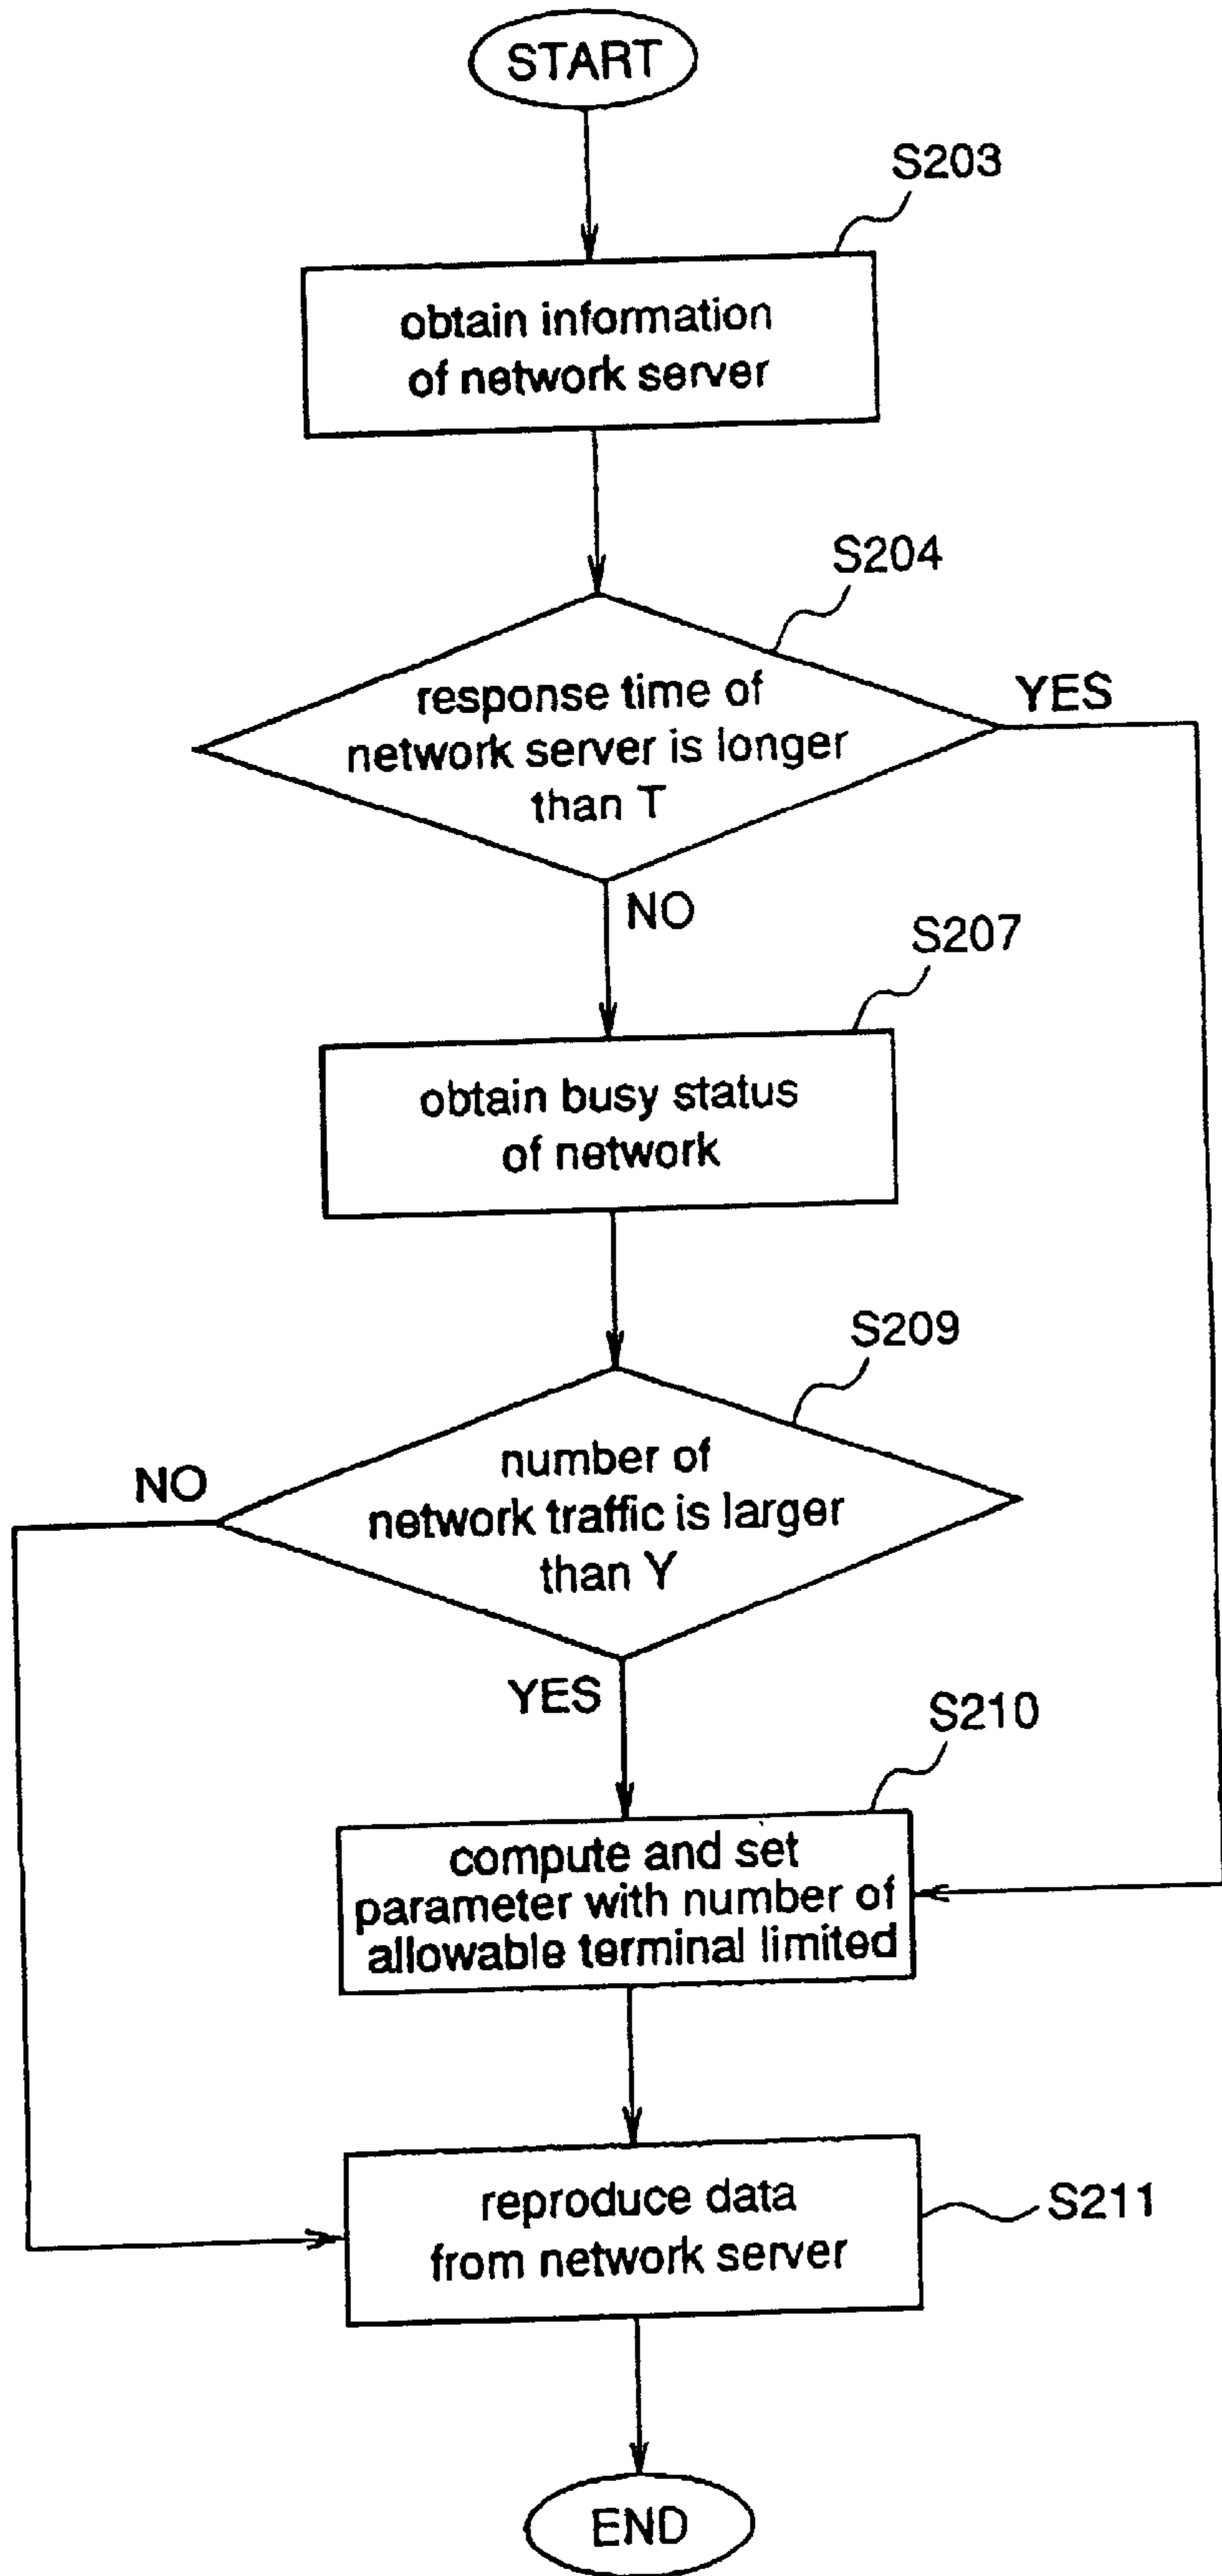 START
S203
obtain information
of network server
S204
response time of
network server is longer
than T
YES
NO
S207
obtain busy status
of network
S209
number of
network traffic is larger
than Y
NO
YES
S210
compute and set
parameter with number of
allowable terminal limited
reproduce data
from network server
S211
END